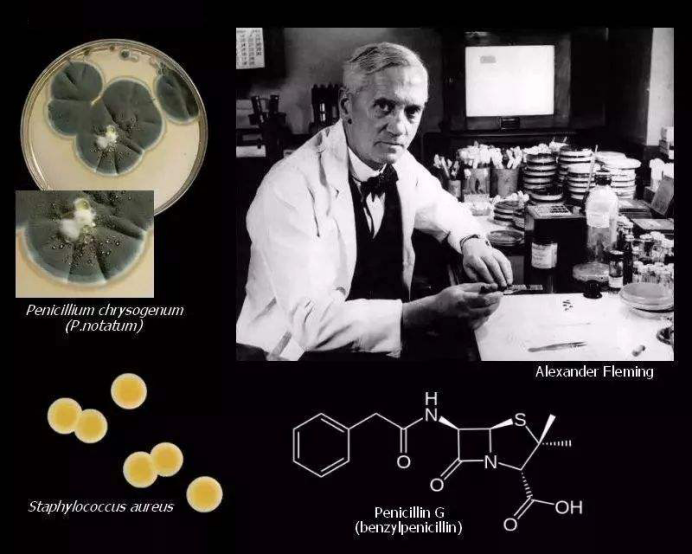 Penicillium chrysogenum
(P.notatum)
Alexander Fleming
Staphylococcus aureus
H
N
S
O
N
O
OH
O
Penicillin G
(benzylpenicillin)